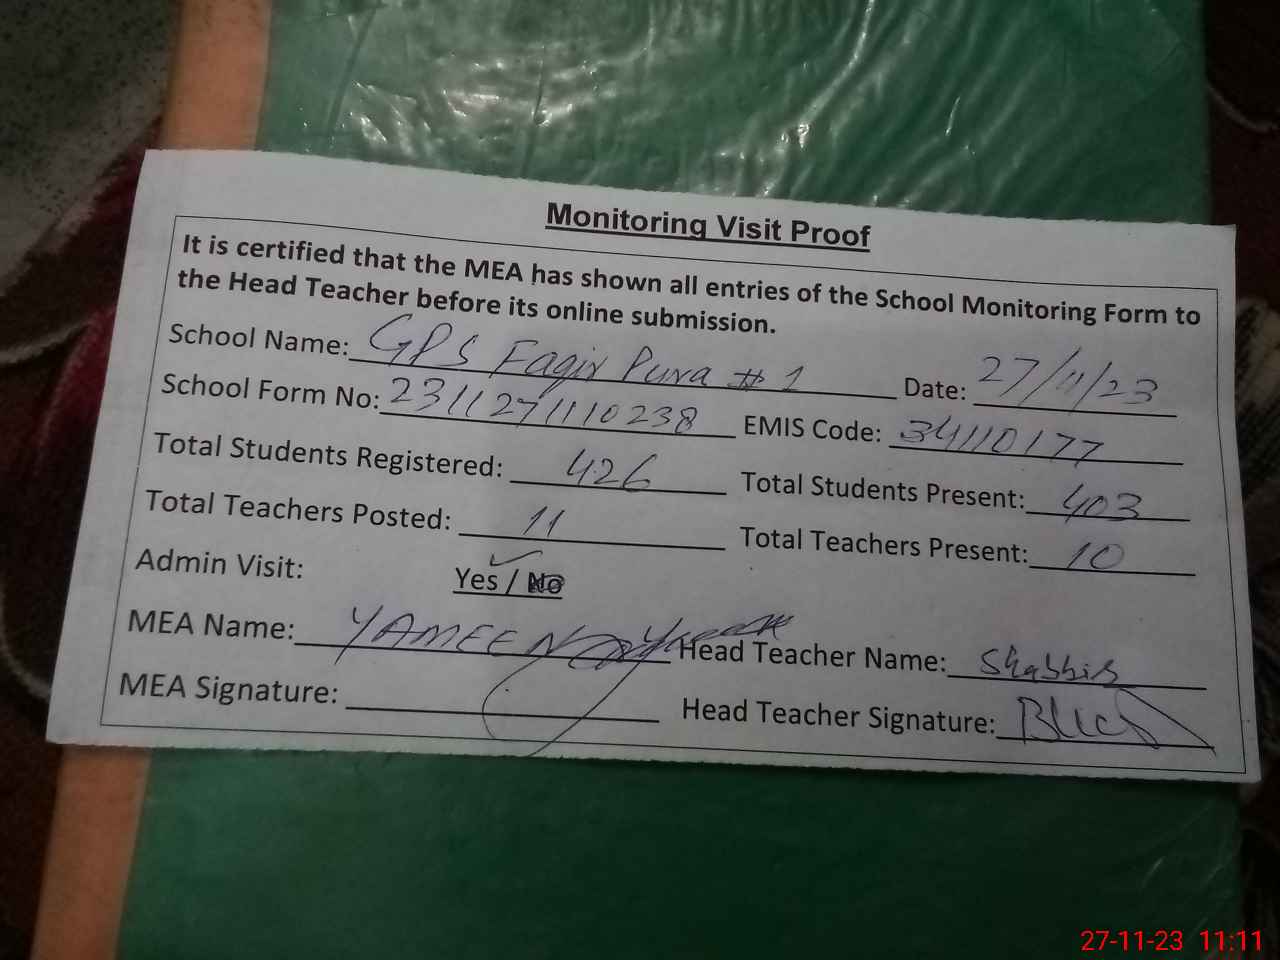 Monitoring Visit Proof
It is certified that the MEA has shown all entries of the School Monitoring Form to
the Head Teacher before its online submission.
School Name: GPS Faqir Pura # 1 Date: 27/11/23
School Form No: 2311271110238 EMIS Code: 34110177
Total Students Registered: 426 Total Students Present: 403
Total Teachers Posted: 11 Total Teachers Present: 10
Admin Visit: Yes / No
MEA Name: YAMEEN Head Teacher Name: Shabbir
MEA Signature: Head Teacher Signature:
27-11-23 11:11